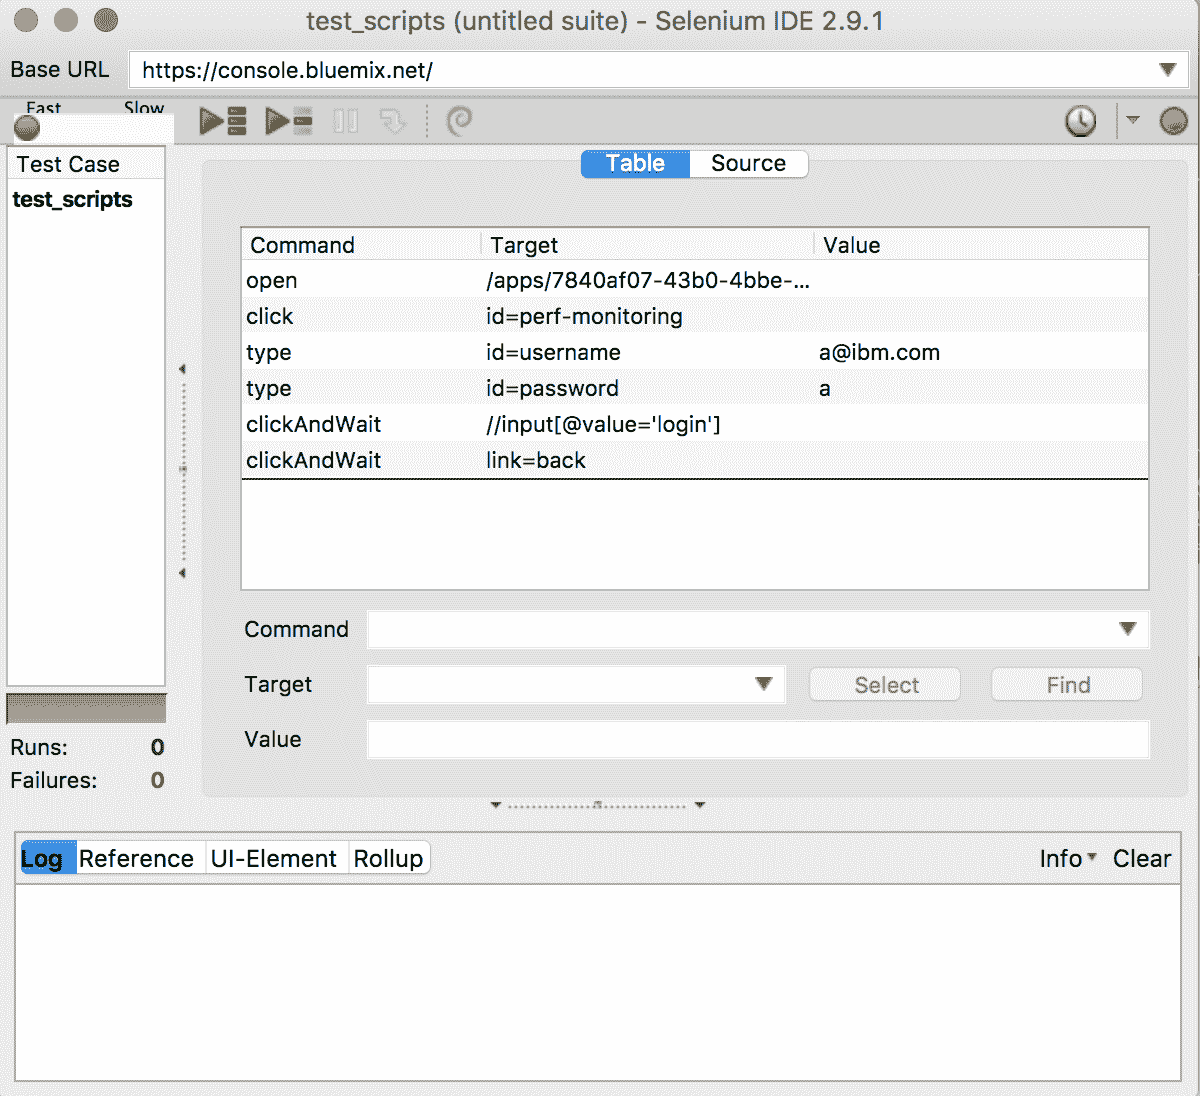 test_scripts (untitled suite) - Selenium IDE 2.9.1
Base URL https://console.bluemix.net/
Fast Slow
Table Source
Test Case
test_scripts
Command Target Value
open /apps/7840af07-43b0-4bbe-...
click id=perf-monitoring
type id=username a@ibm.com
type id=password a
clickAndWait //input[@value='login']
clickAndWait link=back
Command
Target Select Find
Value
Runs: 0
Failures: 0
Log Reference UI-Element Rollup Info Clear